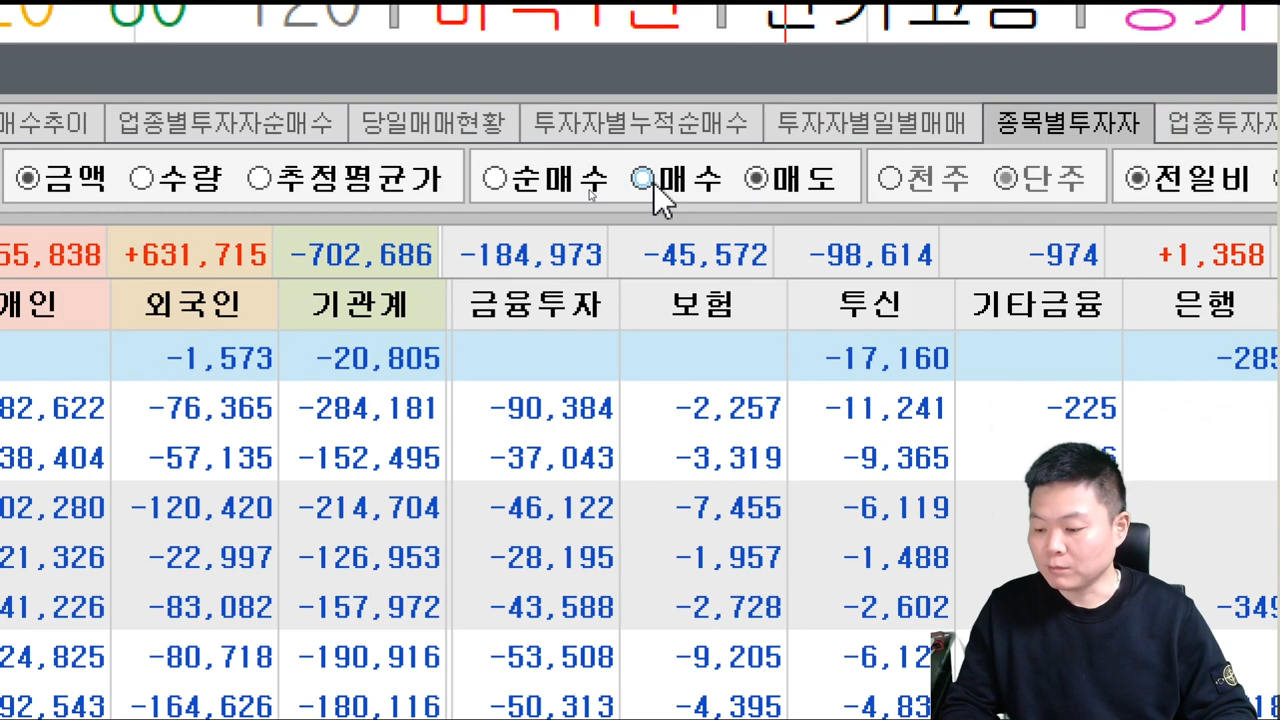 매수추이 업종별투자자순매수 당일매매현황 투자자별누적순매수 투자자별일별매매 종목별투자자
금액 수량 추정평균가 순매수 매수 매도 천주 단주 전일비
55,838 +631,715 -702,686 -184,973 -45,572 -98,614 -974 +1,358
개인 외국인 기관계 금융투자 보험 투신 기타금융 은행
-1,573 -20,805 -17,160 -285
82,622 -76,365 -284,181 -90,384 -2,257 -11,241 -225
38,404 -57,135 -152,495 -37,043 -3,319 -9,365
02,280 -120,420 -214,704 -46,122 -7,455 -6,119
21,326 -22,997 -126,953 -28,195 -1,957 -1,488
41,226 -83,082 -157,972 -43,588 -2,728 -2,602 -349
24,825 -80,718 -190,916 -53,508 -9,205 -6,12
92,543 -164,626 -180,116 -50,313 -4,395 -4,83